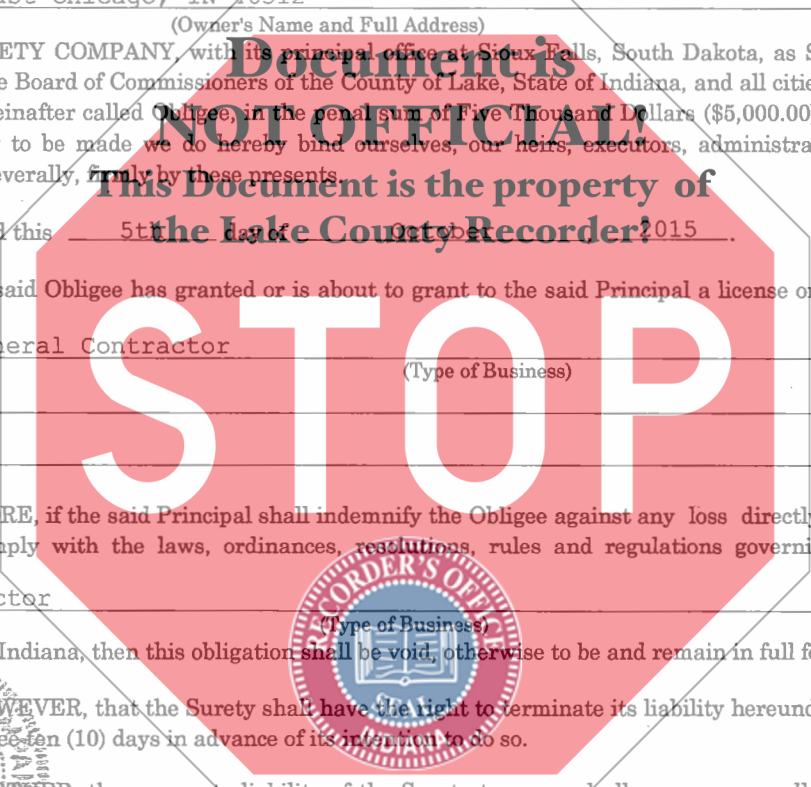 East Chicago, IN 46312
(Owner's Name and Full Address)
ETY COMPANY, with its principal office at Sioux Falls, South Dakota, as S
e Board of Commissioners of the County of Lake, State of Indiana, and all citie
einafter called Obligee, in the penal sum of Five Thousand Dollars ($5,000.00
to be made we do hereby bind ourselves, our heirs, executors, administra
everally, firmly by these presents.
Document is
NOT OFFICIAL!
This Document is the property of
the Lake County Recorder!
d this 5th day of October, 2015.
said Obligee has granted or is about to grant to the said Principal a license o
neral Contractor
(Type of Business)
STOP
RE, if the said Principal shall indemnify the Obligee against any loss directly
mply with the laws, ordinances, resolutions, rules and regulations governi
ctor
(Type of Business)
Indiana, then this obligation shall be void, otherwise to be and remain in full f
WEVER, that the Surety shall have the right to terminate its liability hereund
ee ten (10) days in advance of its intention to do so.
RECORDER'S OFFICE
SEAL
INDIANA